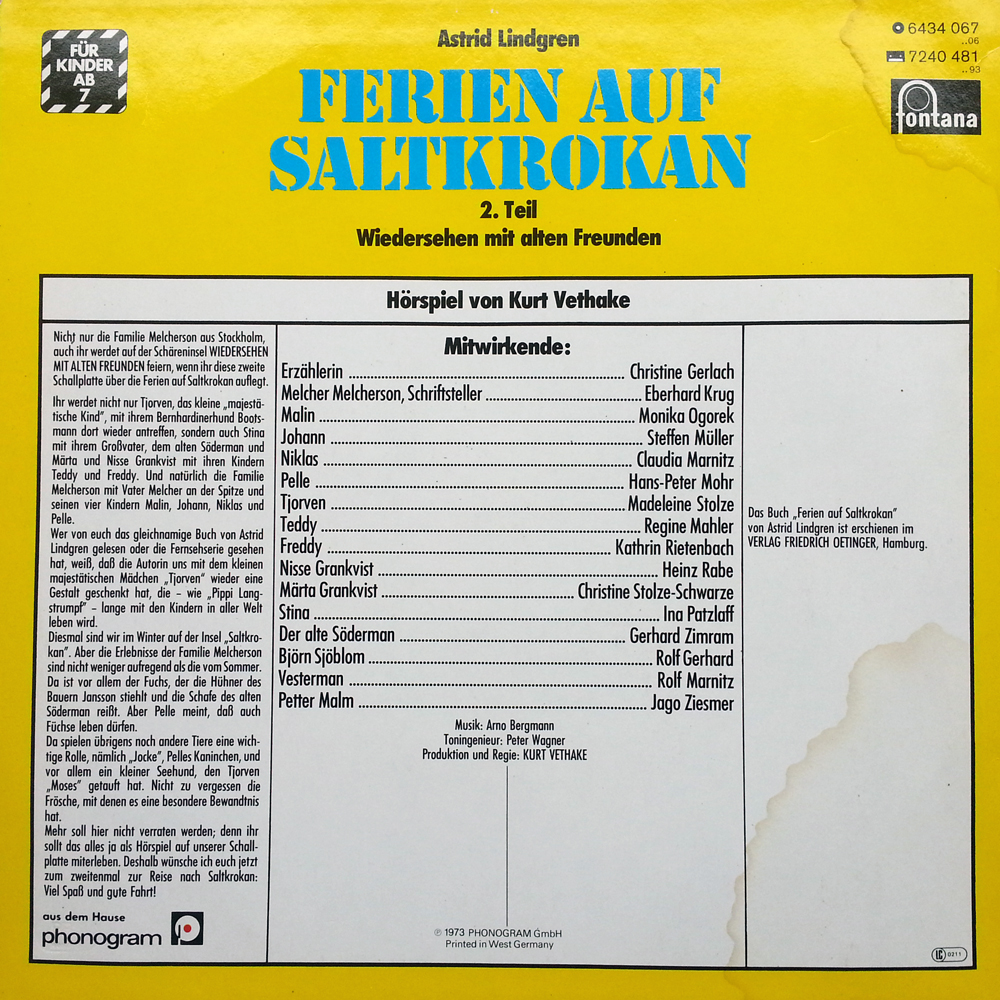 FÜR
KINDER
AB
7
Astrid Lindgren
6434 067
..06
7240 481
..93
fontana
FERIEN AUF
SALTKROKAN
2. Teil
Wiedersehen mit alten Freunden
Hörspiel von Kurt Vethake
Nicht nur die Familie Melcherson aus Stockholm,
auch ihr werdet auf der Schäreninsel WIEDERSEHEN
MIT ALTEN FREUNDEN feiern, wenn ihr diese zweite
Schallplatte über die Ferien auf Saltkrokan auflegt.
Ihr werdet nicht nur Tjorven, das kleine „majestä-
tische Kind", mit ihrem Bernhardinerhund Boots-
mann dort wieder antreffen, sondern auch Stina
mit ihrem Großvater, dem alten Söderman und
Märta und Nisse Grankvist mit ihren Kindern
Teddy und Freddy. Und natürlich die Familie
Melcherson mit Vater Melcher an der Spitze und
seinen vier Kindern Malin, Johann, Niklas und
Pelle.
Wer von euch das gleichnamige Buch von Astrid
Lindgren gelesen oder die Fernsehserie gesehen
hat, weiß, daß die Autorin uns mit dem kleinen
majestätischen Mädchen „Tjorven" wieder eine
Gestalt geschenkt hat, die – wie „Pippi Lang-
strumpf" – lange mit den Kindern in aller Welt
leben wird.
Diesmal sind wir im Winter auf der Insel „Saltkro-
kan". Aber die Erlebnisse der Familie Melcherson
sind nicht weniger aufregend als die vom Sommer.
Da ist vor allem der Fuchs, der die Hühner des
Bauern Jansson stiehlt und die Schafe des alten
Söderman reißt. Aber Pelle meint, daß auch
Füchse leben dürfen.
Da spielen übrigens noch andere Tiere eine wich-
tige Rolle, nämlich „Jocke", Pelles Kaninchen, und
vor allem ein kleiner Seehund, den Tjorven
„Moses" getauft hat. Nicht zu vergessen die
Frösche, mit denen es eine besondere Bewandtnis
hat.
Mehr soll hier nicht verraten werden; denn ihr
sollt das alles ja als Hörspiel auf unserer Schall-
platte miterleben. Deshalb wünsche ich euch jetzt
zum zweitenmal zur Reise nach Saltkrokan:
Viel Spaß und gute Fahrt!
aus dem Hause
phonogram
Mitwirkende:
Erzählerin ........ Christine Gerlach
Melcher Melcherson, Schriftsteller ........ Eberhard Krug
Malin ........ Monika Ogorek
Johann ........ Steffen Müller
Niklas ........ Claudia Marnitz
Pelle ........ Hans-Peter Mohr
Tjorven ........ Madeleine Stolze
Teddy ........ Regine Mahler
Freddy ........ Kathrin Rietenbach
Nisse Grankvist ........ Heinz Rabe
Märta Grankvist ........ Christine Stolze-Schwarze
Stina ........ Ina Patzlaff
Der alte Söderman ........ Gerhard Zimram
Björn Sjöblom ........ Rolf Gerhard
Vesterman ........ Rolf Marnitz
Petter Malm ........ Jago Ziesmer
Musik: Arno Bergmann
Toningenieur: Peter Wagner
Produktion und Regie: KURT VETHAKE
℗ 1973 PHONOGRAM GmbH
Printed in West Germany
Das Buch „Ferien auf Saltkrokan"
von Astrid Lindgren ist erschienen im
VERLAG FRIEDRICH OETINGER, Hamburg.
LC 0211